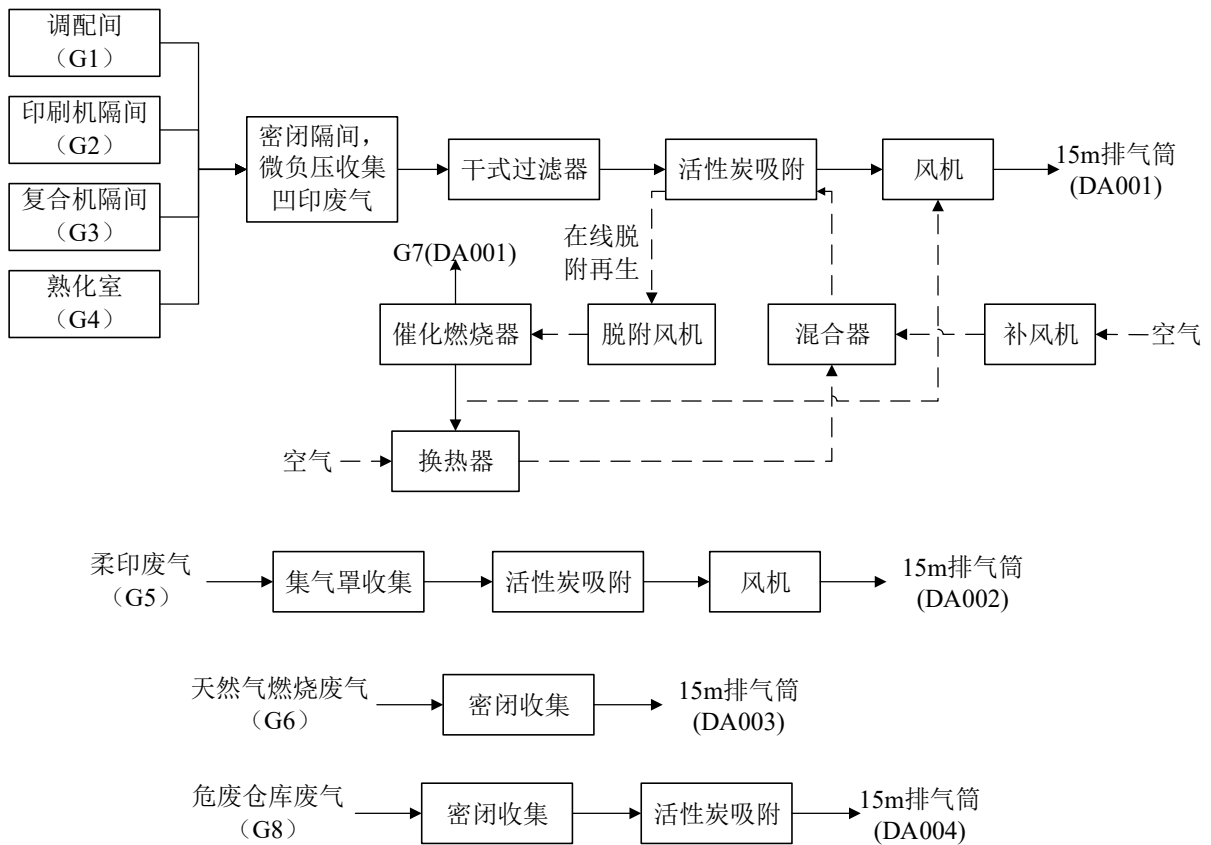 调配间
（G1）
印刷机隔间
（G2）
复合机隔间
（G3）
熟化室
（G4）
密闭隔间，
微负压收集
凹印废气
干式过滤器
活性炭吸附
风机
15m排气筒
(DA001)
在线脱
附再生
G7(DA001)
催化燃烧器
脱附风机
混合器
补风机
空气
空气
换热器
柔印废气
（G5）
集气罩收集
活性炭吸附
风机
15m排气筒
(DA002)
天然气燃烧废气
（G6）
密闭收集
15m排气筒
(DA003)
危废仓库废气
（G8）
密闭收集
活性炭吸附
15m排气筒
(DA004)